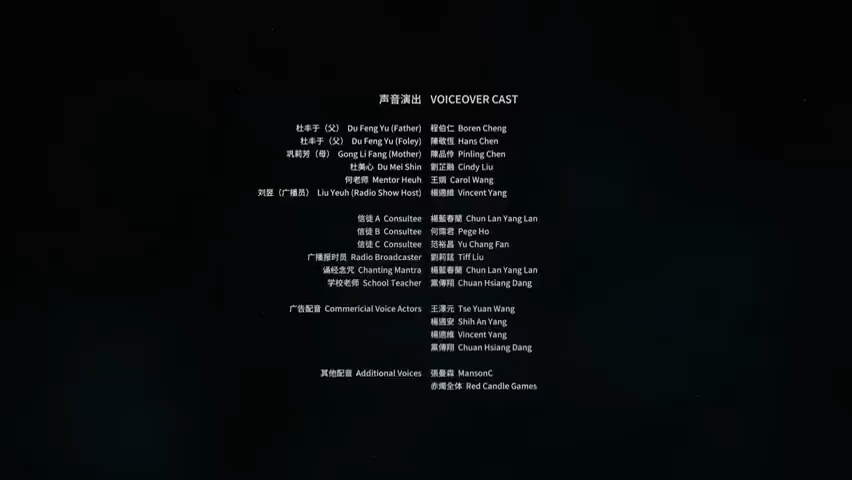 声音演出 VOICEOVER CAST
杜丰于（父） Du Feng Yu (Father) 程伯仁 Boren Cheng
杜丰于（父） Du Feng Yu (Foley) 陳敬恆 Hans Chen
巩莉芳（母） Gong Li Fang (Mother) 陳品伶 Pinling Chen
杜美心 Du Mei Shin 劉芷融 Cindy Liu
何老师 Mentor Heuh 王娟 Carol Wang
刘昱（广播员） Liu Yeuh (Radio Show Host) 楊適維 Vincent Yang
信徒 A Consultee 楊藍春蘭 Chun Lan Yang Lan
信徒 B Consultee 何霈君 Pege Ho
信徒 C Consultee 范裕昌 Yu Chang Fan
广播报时员 Radio Broadcaster 劉莉莛 Tiff Liu
诵经念咒 Chanting Mantra 楊藍春蘭 Chun Lan Yang Lan
学校老师 School Teacher 黨傳翔 Chuan Hsiang Dang
广告配音 Commericial Voice Actors 王澤元 Tse Yuan Wang
楊適安 Shih An Yang
楊適維 Vincent Yang
黨傳翔 Chuan Hsiang Dang
其他配音 Additional Voices 張曼森 MansonC
赤燭全体 Red Candle Games